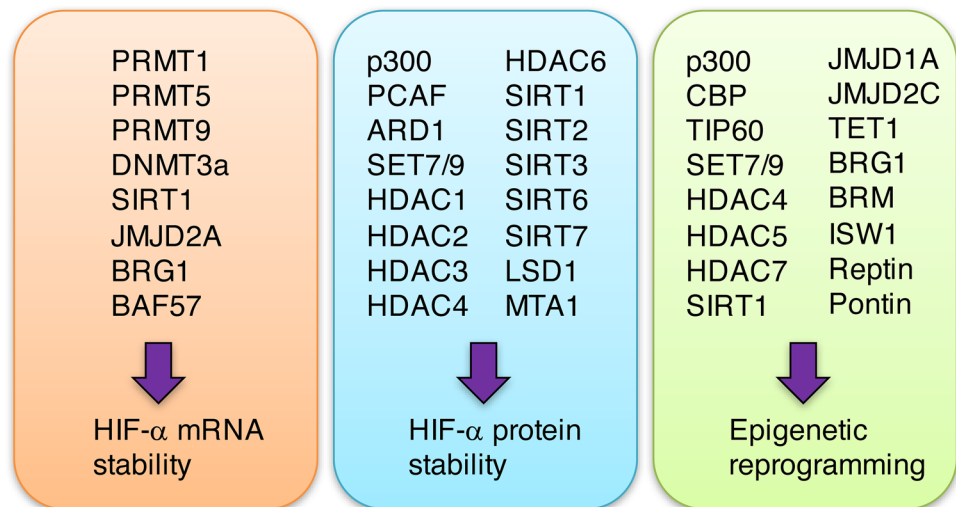 PRMT1
PRMT5
PRMT9
DNMT3a
SIRT1
JMJD2A
BRG1
BAF57
HIF-α mRNA
stability
p300
PCAF
ARD1
SET7/9
HDAC1
HDAC2
HDAC3
HDAC4
HDAC6
SIRT1
SIRT2
SIRT3
SIRT6
SIRT7
LSD1
MTA1
HIF-α protein
stability
p300
CBP
TIP60
SET7/9
HDAC4
HDAC5
HDAC7
SIRT1
JMJD1A
JMJD2C
TET1
BRG1
BRM
ISW1
Reptin
Pontin
Epigenetic
reprogramming